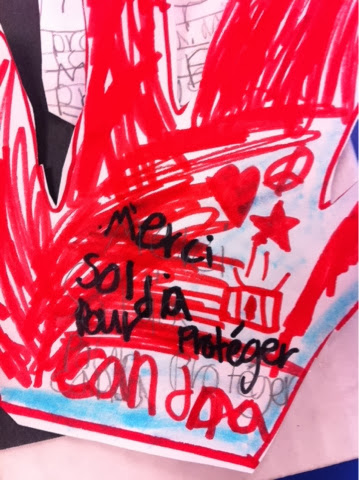 Merci
Soldia
Pour Protéger
Canada